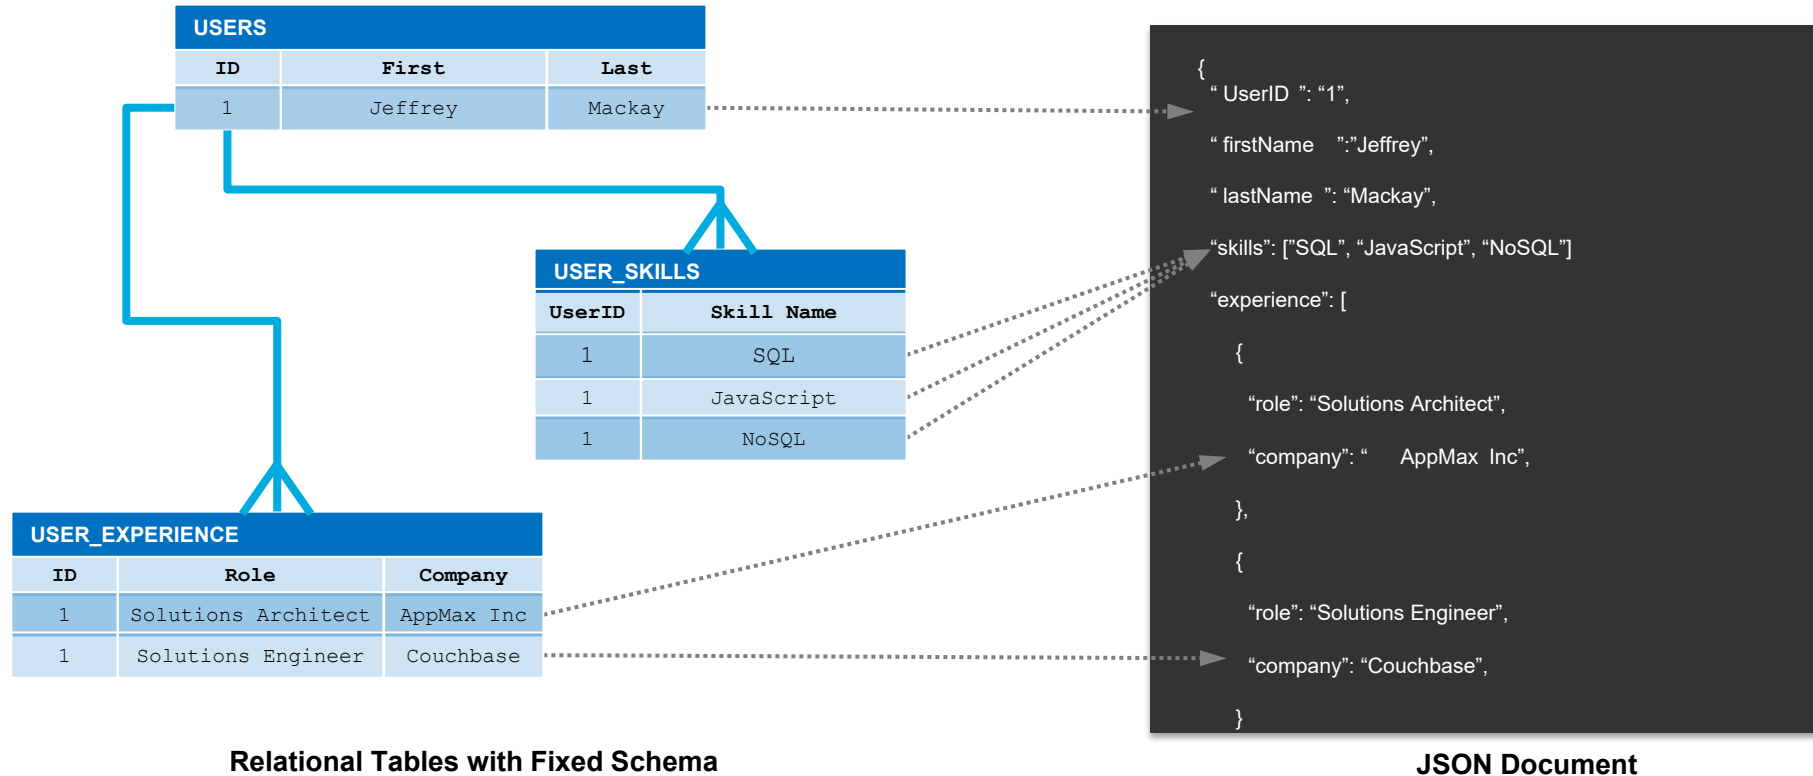 USERS
ID First Last
1 Jeffrey Mackay
USER_SKILLS
UserID Skill Name
1 SQL
1 JavaScript
1 NoSQL
USER_EXPERIENCE
ID Role Company
1 Solutions Architect AppMax Inc
1 Solutions Engineer Couchbase
Relational Tables with Fixed Schema
{
“ UserID ”: “1”,
“ firstName ”:”Jeffrey”,
“ lastName ”: “Mackay”,
“skills”: [”SQL”, “JavaScript”, “NoSQL”]
“experience”: [
{
“role”: “Solutions Architect”,
“company”: “ AppMax Inc”,
},
{
“role”: “Solutions Engineer”,
“company”: “Couchbase”,
}
JSON Document